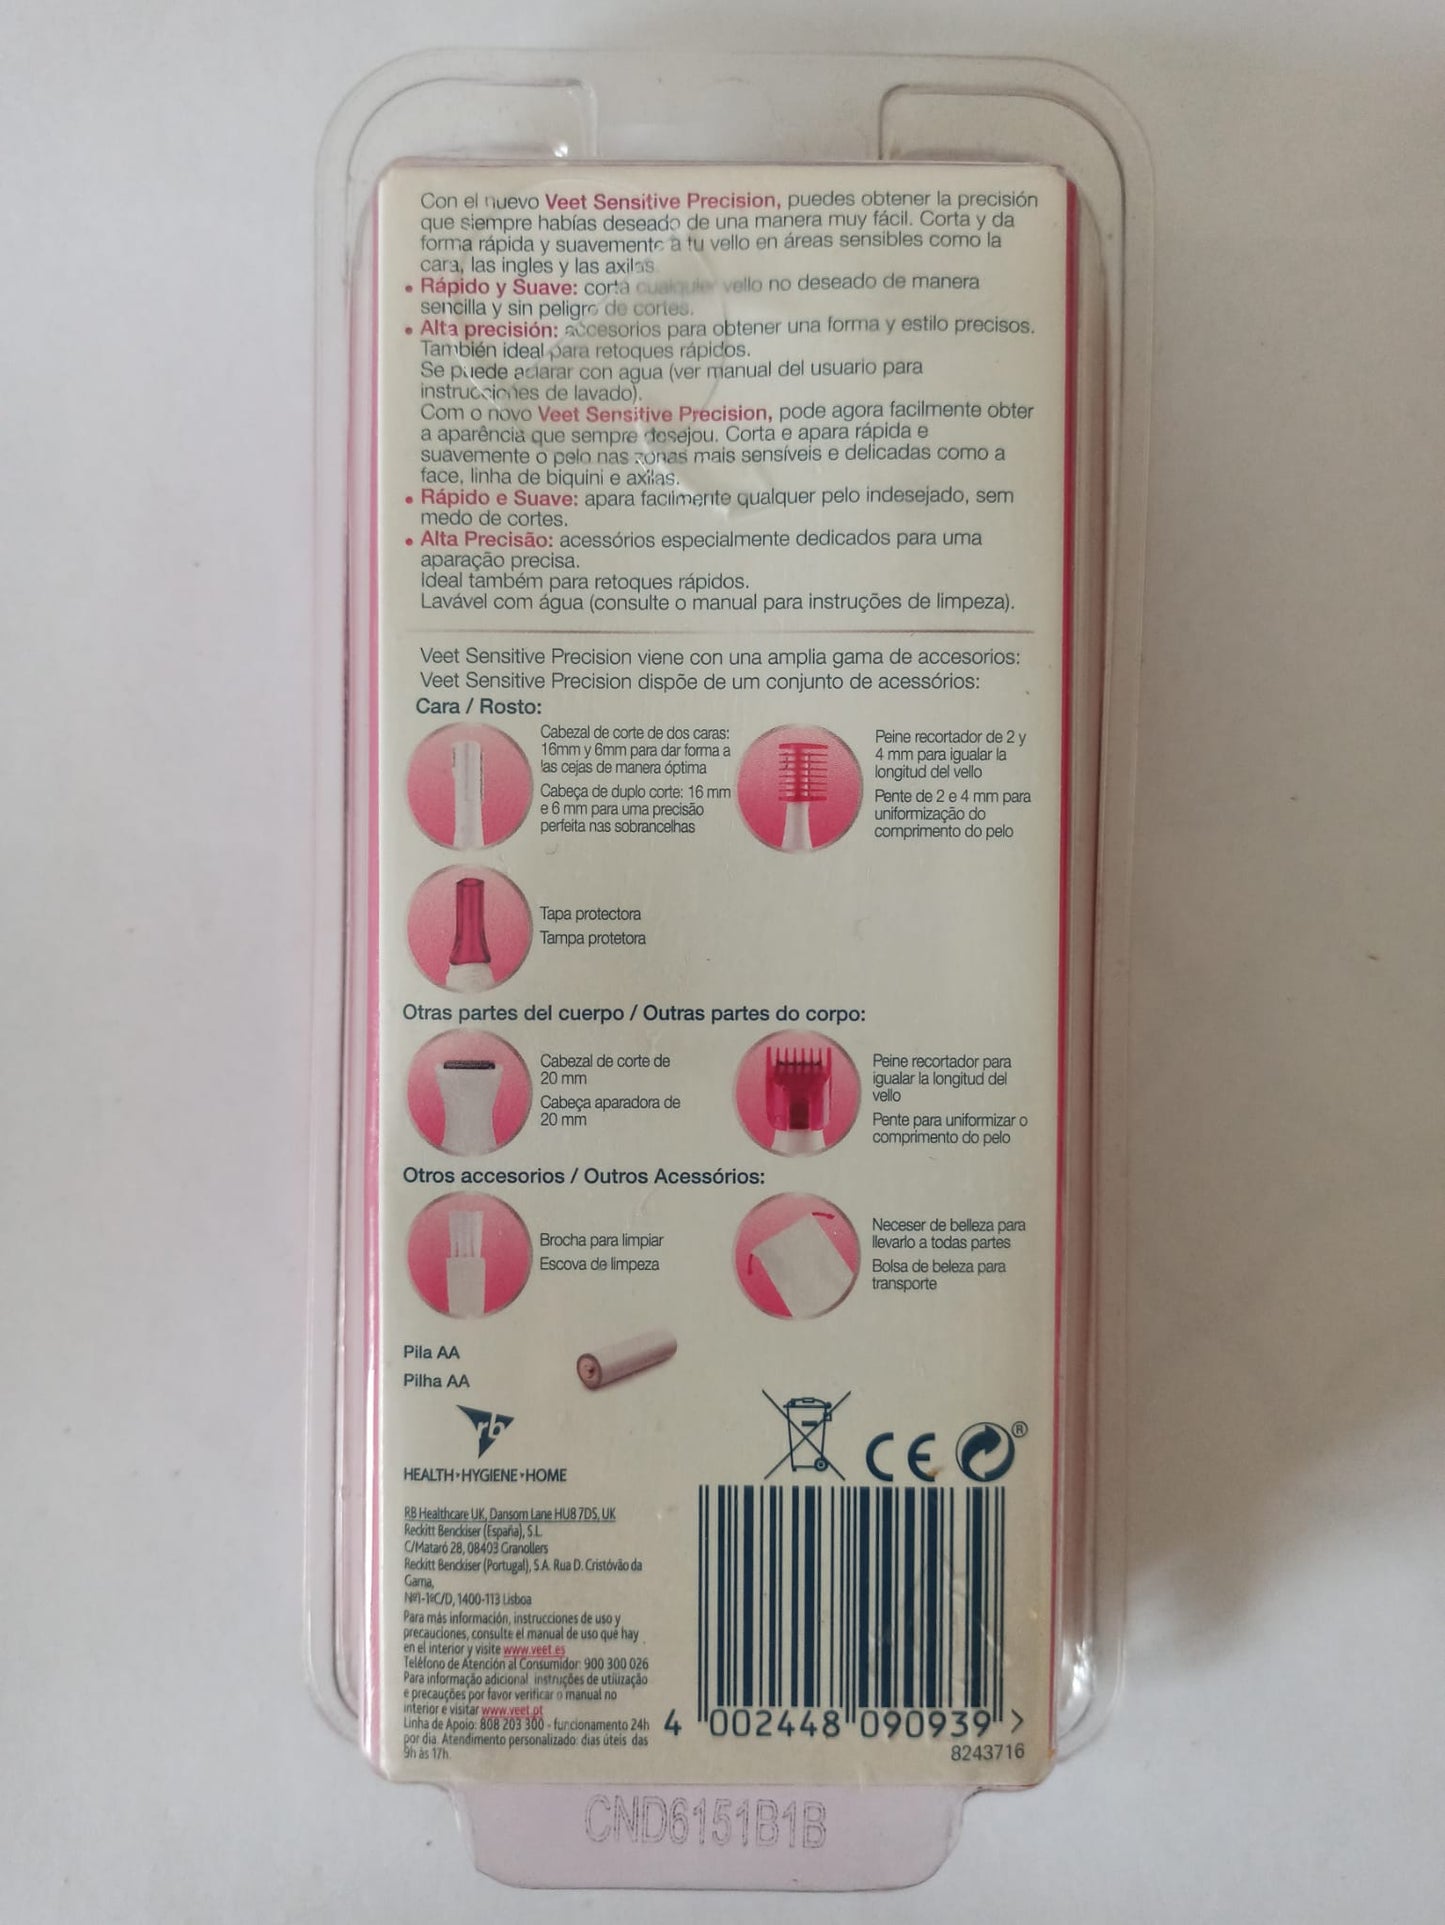 Con el nuevo Veet Sensitive Precision, puedes obtener la precisión
que siempre habías deseado de una manera muy fácil. Corta y da
forma rápida y suavemente a tu vello en áreas sensibles como la
cara, las ingles y las axilas
• Rápido y Suave: corta cualquier vello no deseado de manera
sencilla y sin peligro de cortes.
• Alta precisión: accesorios para obtener una forma y estilo precisos.
También ideal para retoques rápidos.
Se puede aclarar con agua (ver manual del usuario para
instrucciones de lavado).
Com o novo Veet Sensitive Precision, pode agora facilmente obter
a aparência que sempre desejou. Corta e apara rápida e
suavemente o pelo nas zonas mais sensíveis e delicadas como a
face, linha de biquini e axilas.
• Rápido e Suave: apara facilmente qualquer pelo indesejado, sem
medo de cortes.
• Alta Precisão: acessórios especialmente dedicados para uma
aparação precisa.
Ideal também para retoques rápidos.
Lavável com água (consulte o manual para instruções de limpeza).
Veet Sensitive Precision viene con una amplia gama de accesorios:
Veet Sensitive Precision dispõe de um conjunto de acessórios:
Cara / Rosto:
Cabezal de corte de dos caras:
16mm y 6mm para dar forma a
las cejas de manera óptima
Cabeça de duplo corte: 16 mm
e 6 mm para uma precisão
perfeita nas sobrancelhas
Peine recortador de 2 y
4 mm para igualar la
longitud del vello
Pente de 2 e 4 mm para
uniformização do
comprimento do pelo
Tapa protectora
Tampa protetora
Otras partes del cuerpo / Outras partes do corpo:
Cabezal de corte de
20 mm
Cabeça aparadora de
20 mm
Peine recortador para
igualar la longitud del
vello
Pente para uniformizar o
comprimento do pelo
Otros accesorios / Outros Acessórios:
Brocha para limpiar
Escova de limpeza
Neceser de belleza para
llevarlo a todas partes
Bolsa de beleza para
transporte
Pila AA
Pilha AA
rb
HEALTH•HYGIENE•HOME
CE
®
RB Healthcare UK, Dansom Lane HU8 7DS, UK
Reckitt Benckiser (España), S.L.
C/Mataró 28, 08403 Granollers
Reckitt Benckiser (Portugal), S.A. Rua D. Cristóvão da
Gama,
Nº1-1ºC/D, 1400-113 Lisboa
Para más información, instrucciones de uso y
precauciones, consulte el manual de uso que hay
en el interior y visite www.veet.es
Teléfono de Atención al Consumidor: 900 300 026
Para informação adicional instruções de utilização
e precauções por favor verificar o manual no
interior e visitar www.veet.pt
Linha de Apoio: 808 203 300 - funcionamento 24h
por dia. Atendimento personalizado: dias úteis das
9h às 17h.
4 002448 090939 >
8243716
CND6151B1B